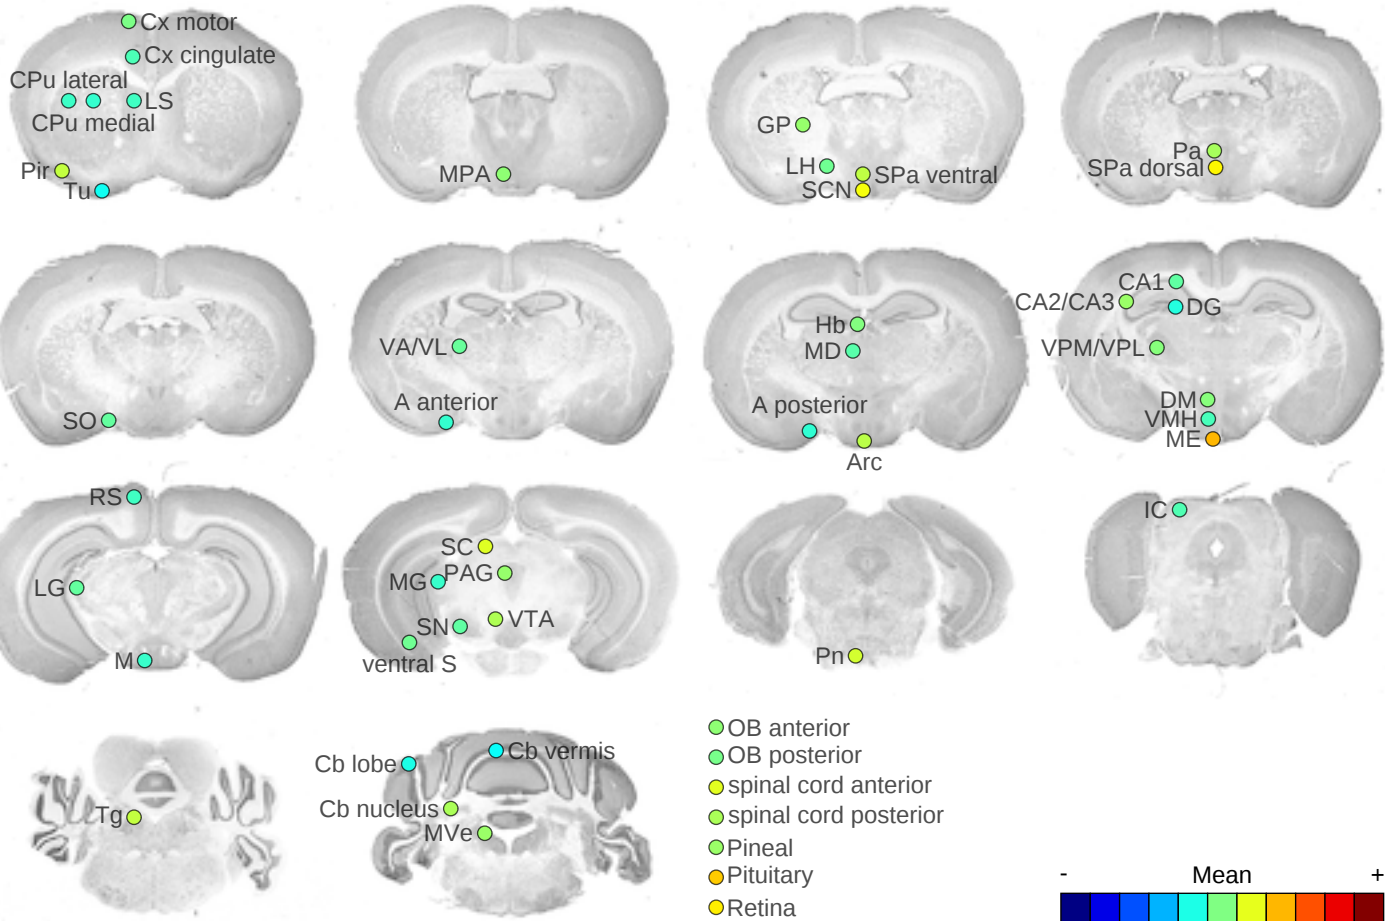 Cx motor
Cx cingulate
CPu lateral
LS
CPu medial
Pir
Tu
MPA
GP
LH
SPa ventral
SCN
Pa
SPa dorsal
SO
VA/VL
A anterior
Hb
MD
A posterior
Arc
CA1
CA2/CA3
DG
VPM/VPL
DM
VMH
ME
RS
LG
M
SC
PAG
MG
VTA
SN
ventral S
Pn
IC
Tg
Cb vermis
Cb lobe
Cb nucleus
MVe
OB anterior
OB posterior
spinal cord anterior
spinal cord posterior
Pineal
Pituitary
Retina
- Mean +